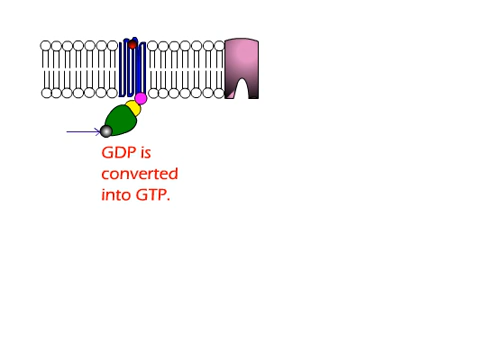 GDP is
converted
into GTP.